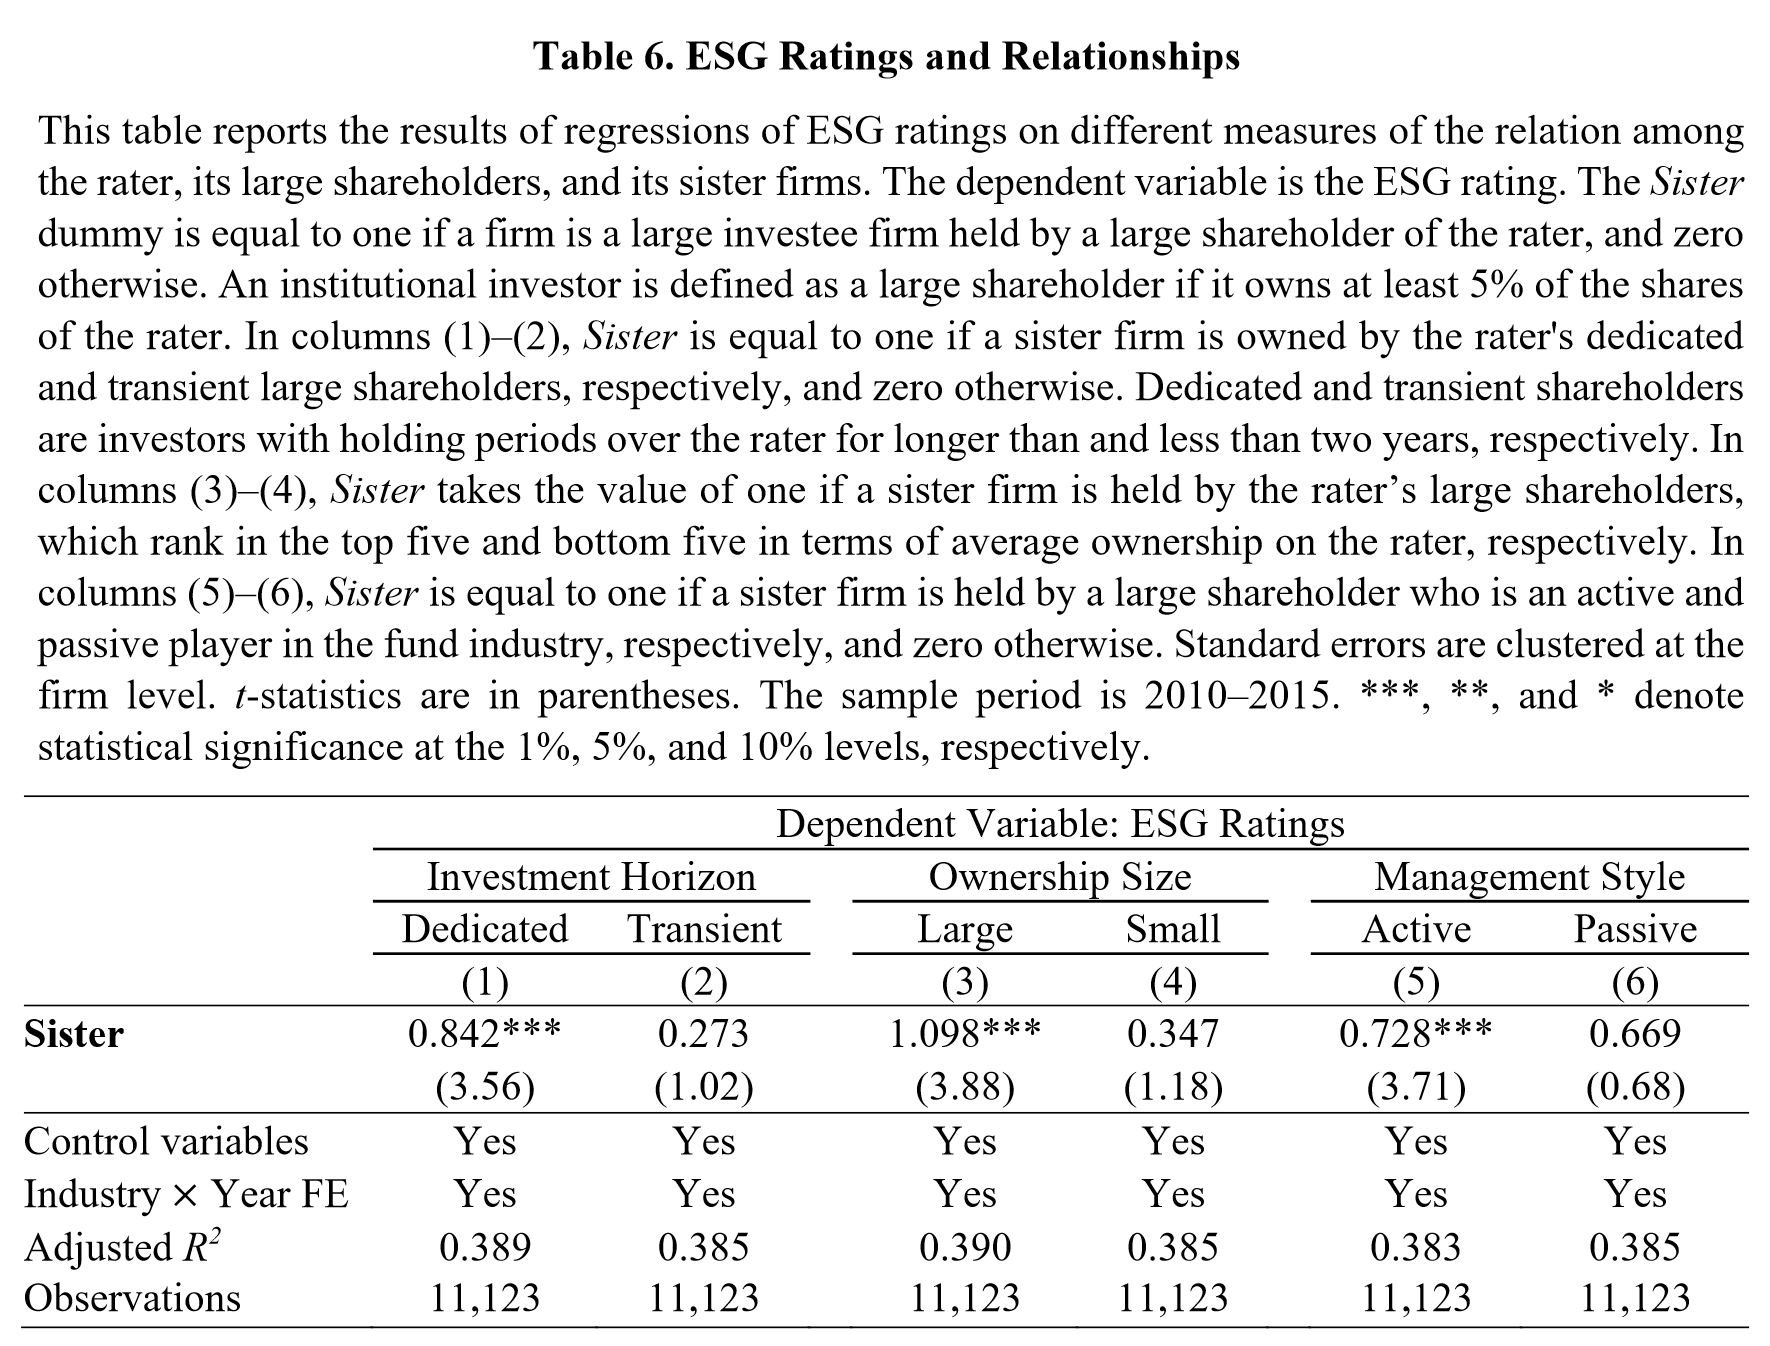 Table 6. ESG Ratings and Relationships
This table reports the results of regressions of ESG ratings on different measures of the relation among
the rater, its large shareholders, and its sister firms. The dependent variable is the ESG rating. The Sister
dummy is equal to one if a firm is a large investee firm held by a large shareholder of the rater, and zero
otherwise. An institutional investor is defined as a large shareholder if it owns at least 5% of the shares
of the rater. In columns (1)–(2), Sister is equal to one if a sister firm is owned by the rater's dedicated
and transient large shareholders, respectively, and zero otherwise. Dedicated and transient shareholders
are investors with holding periods over the rater for longer than and less than two years, respectively. In
columns (3)–(4), Sister takes the value of one if a sister firm is held by the rater’s large shareholders,
which rank in the top five and bottom five in terms of average ownership on the rater, respectively. In
columns (5)–(6), Sister is equal to one if a sister firm is held by a large shareholder who is an active and
passive player in the fund industry, respectively, and zero otherwise. Standard errors are clustered at the
firm level. t-statistics are in parentheses. The sample period is 2010–2015. ***, **, and * denote
statistical significance at the 1%, 5%, and 10% levels, respectively.
Dependent Variable: ESG Ratings
Investment Horizon Ownership Size Management Style
Dedicated Transient Large Small Active Passive
(1) (2) (3) (4) (5) (6)
Sister 0.842*** 0.273 1.098*** 0.347 0.728*** 0.669
(3.56) (1.02) (3.88) (1.18) (3.71) (0.68)
Control variables Yes Yes Yes Yes Yes Yes
Industry × Year FE Yes Yes Yes Yes Yes Yes
Adjusted R² 0.389 0.385 0.390 0.385 0.383 0.385
Observations 11,123 11,123 11,123 11,123 11,123 11,123